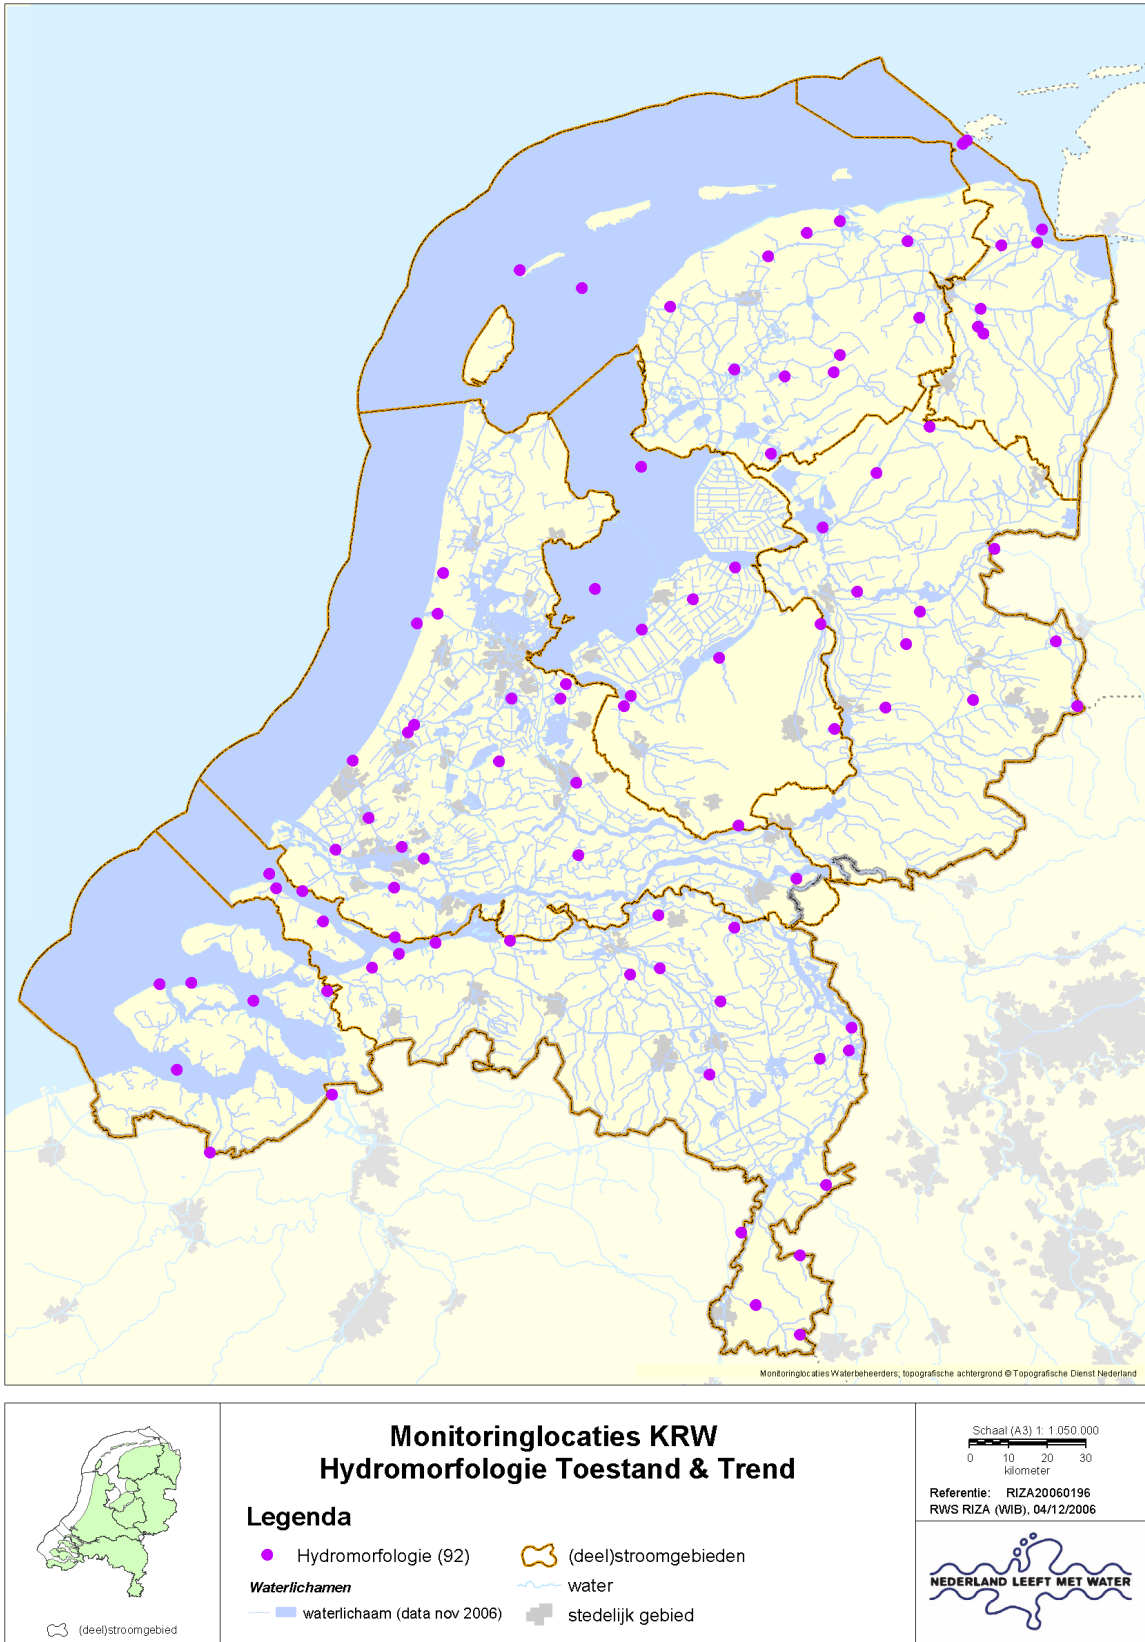 Monitoringlocaties Waterbeheerders; topografische achtergrond © Topografische Dienst Nederland
Monitoringlocaties KRW
Hydromorfologie Toestand & Trend
Legenda
Hydromorfologie (92)
(deel)stroomgebieden
Waterlichamen
water
waterlichaam (data nov 2006)
stedelijk gebied
(deel)stroomgebied
Schaal (A3) 1: 1.050.000
0 10 20 30
kilometer
Referentie: RIZA20060196
RWS RIZA (WIB), 04/12/2006
NEDERLAND LEEFT MET WATER